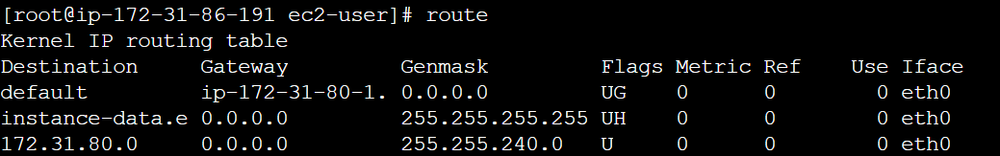 [root@ip-172-31-86-191 ec2-user]# route
Kernel IP routing table
Destination     Gateway         Genmask         Flags Metric Ref    Use Iface
default         ip-172-31-80-1. 0.0.0.0         UG    0      0        0 eth0
instance-data.e 0.0.0.0         255.255.255.255 UH    0      0        0 eth0
172.31.80.0     0.0.0.0         255.255.240.0   U     0      0        0 eth0